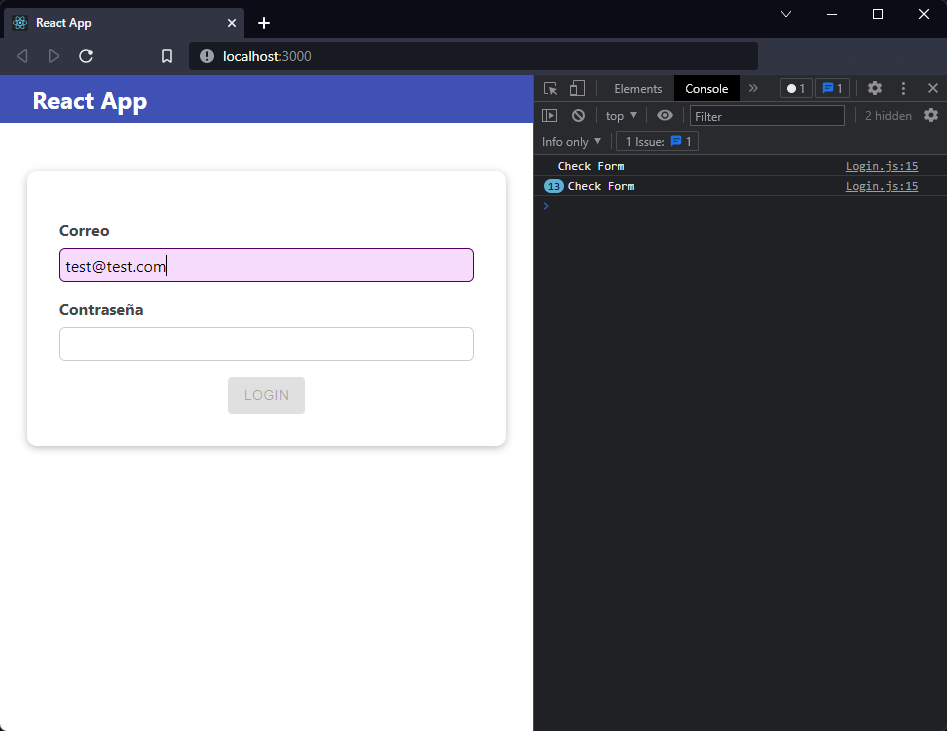 React App
localhost:3000
React App
Correo
test@test.com
Contraseña
LOGIN
Elements Console » 1 1
top Filter 2 hidden
Info only 1 Issue: 1
Check Form Login.js:15
13 Check Form Login.js:15